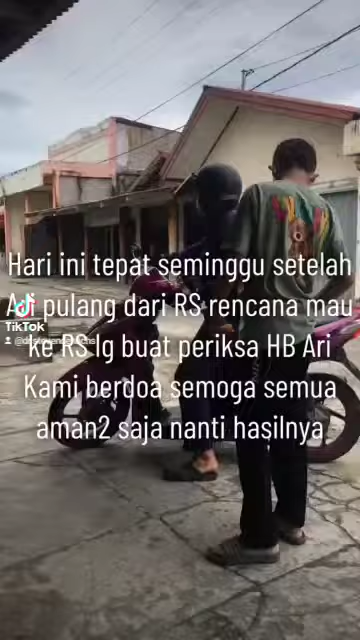 Hari ini tepat seminggu setelah
Ari pulang dari RS rencana mau
ke RS lg buat periksa HB Ari
Kami berdoa semoga semua
aman2 saja nanti hasilnya
TikTok